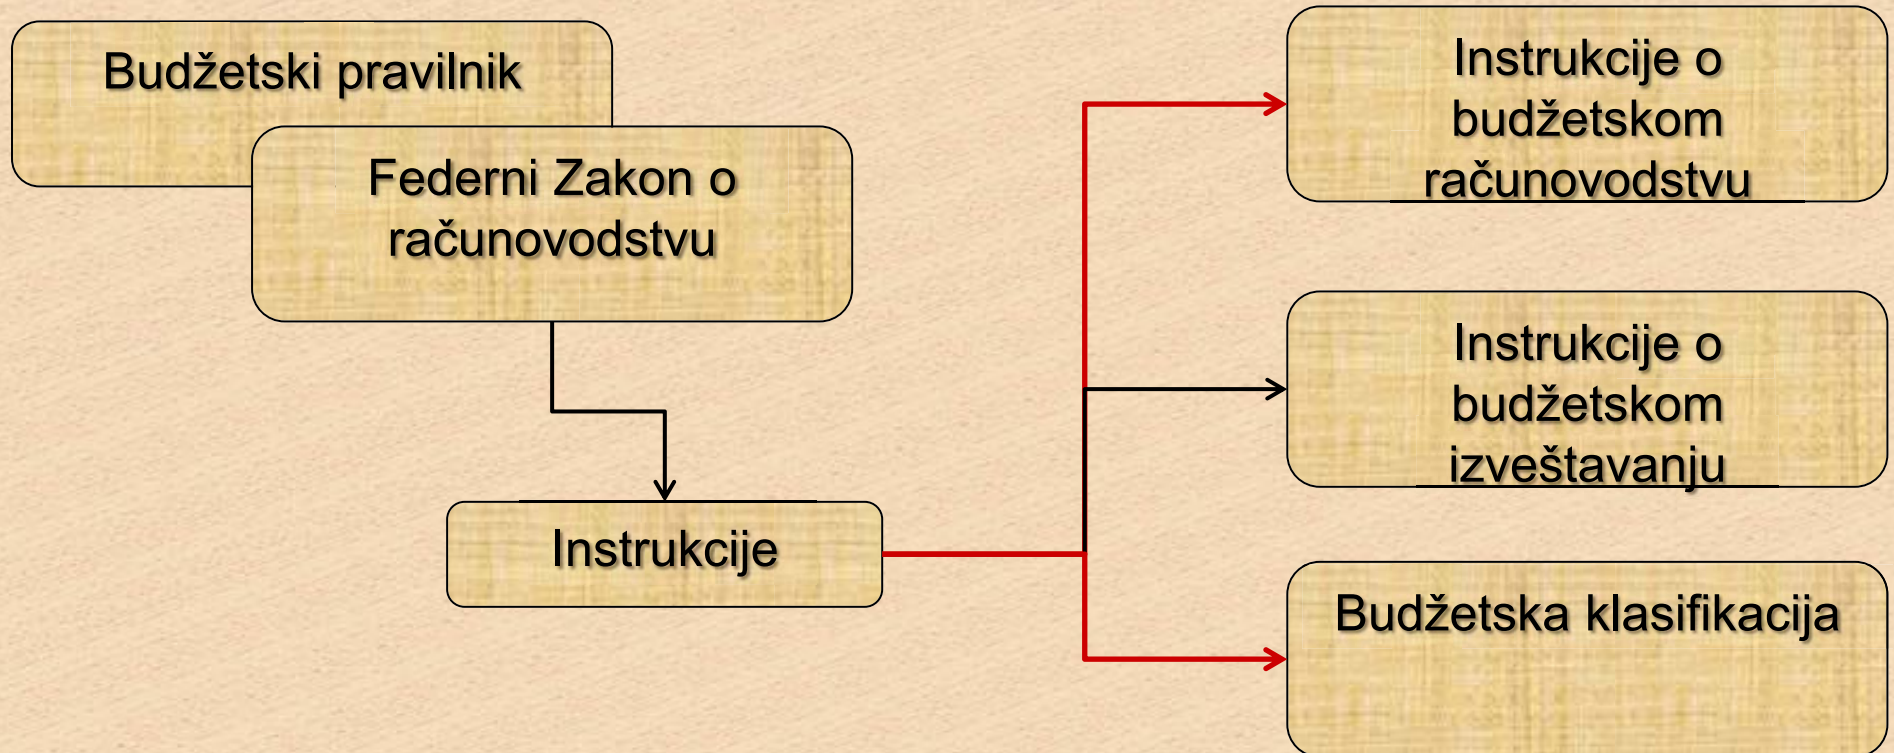 Budžetski pravilnik
Federni Zakon o
računovodstvu
Instrukcije
Instrukcije o
budžetskom
računovodstvu
Instrukcije o
budžetskom
izveštavanju
Budžetska klasifikacija